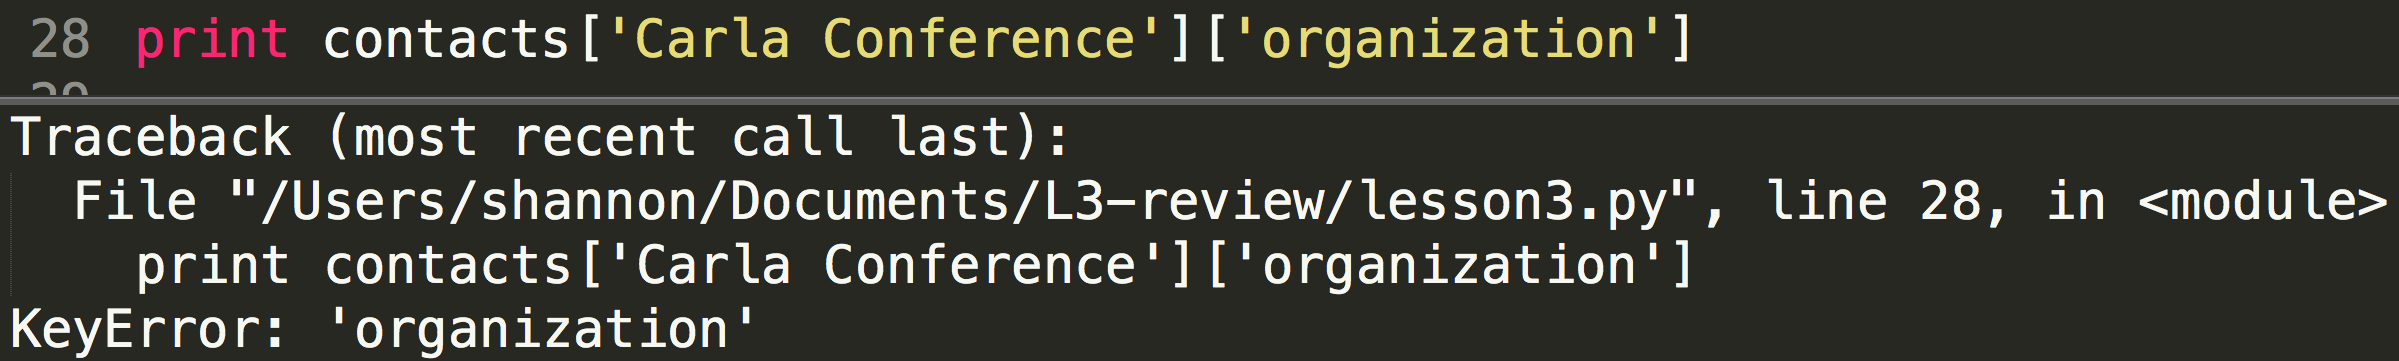 28 print contacts['Carla Conference']['organization']
29
Traceback (most recent call last):
File "/Users/shannon/Documents/L3-review/lesson3.py", line 28, in <module>
print contacts['Carla Conference']['organization']
KeyError: 'organization'